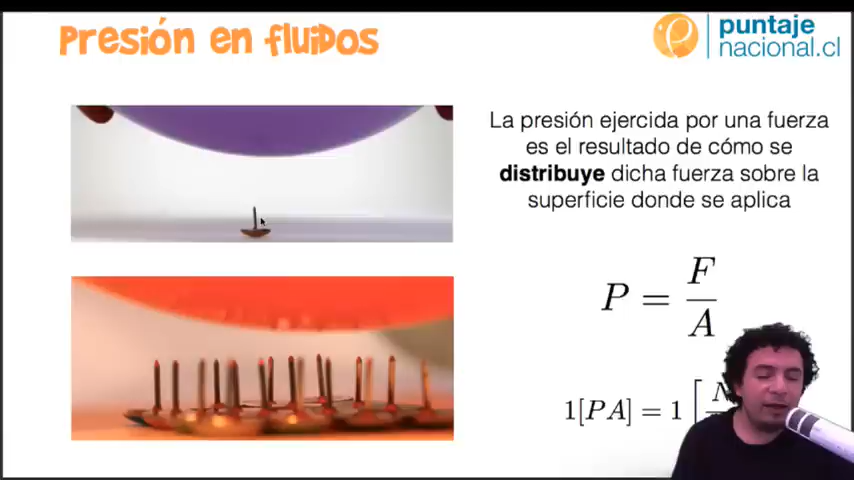 Presión en fluidos
puntaje
nacional.cl
La presión ejercida por una fuerza
es el resultado de cómo se
distribuye dicha fuerza sobre la
superficie donde se aplica
P = F/A
1[PA] = 1 [